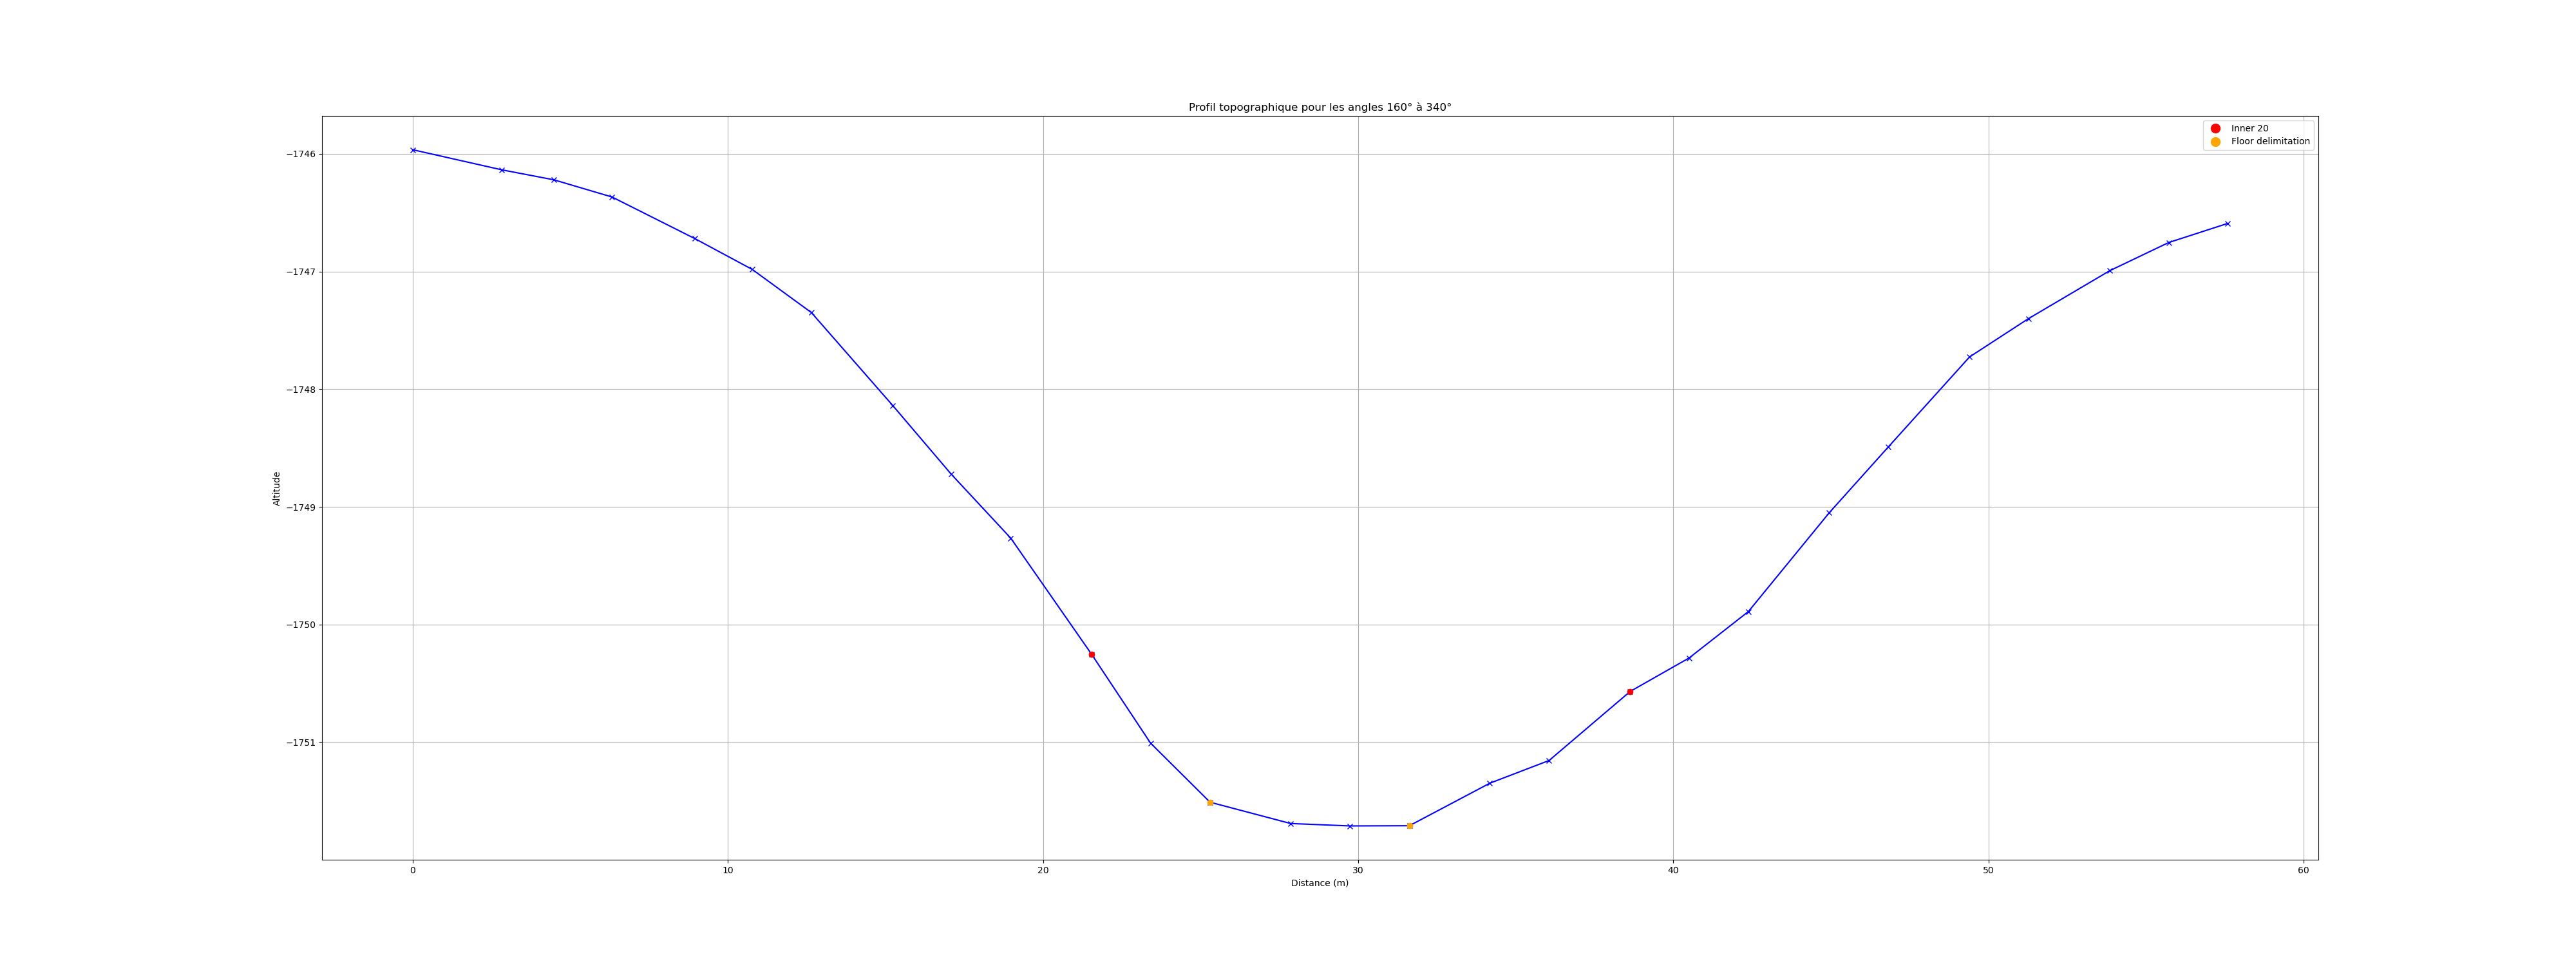 Profil topographique pour les angles 160° à 340°
Inner 20
Floor delimitation
−1746
−1747
−1748
−1749
−1750
−1751
Altitude
0 10 20 30 40 50 60
Distance (m)